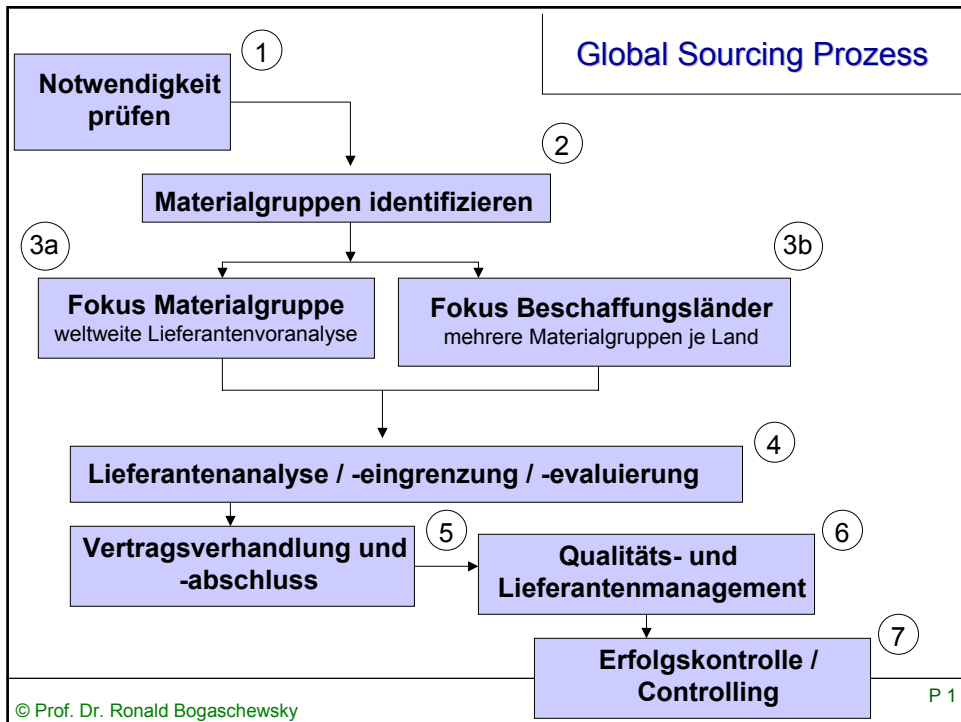 Global Sourcing Prozess
1
Notwendigkeit
prüfen
2
Materialgruppen identifizieren
3a
Fokus Materialgruppe
weltweite Lieferantenvoranalyse
3b
Fokus Beschaffungsländer
mehrere Materialgruppen je Land
4
Lieferantenanalyse / -eingrenzung / -evaluierung
5
Vertragsverhandlung und
-abschluss
6
Qualitäts- und
Lieferantenmanagement
7
Erfolgskontrolle /
Controlling
© Prof. Dr. Ronald Bogaschewsky
P 1